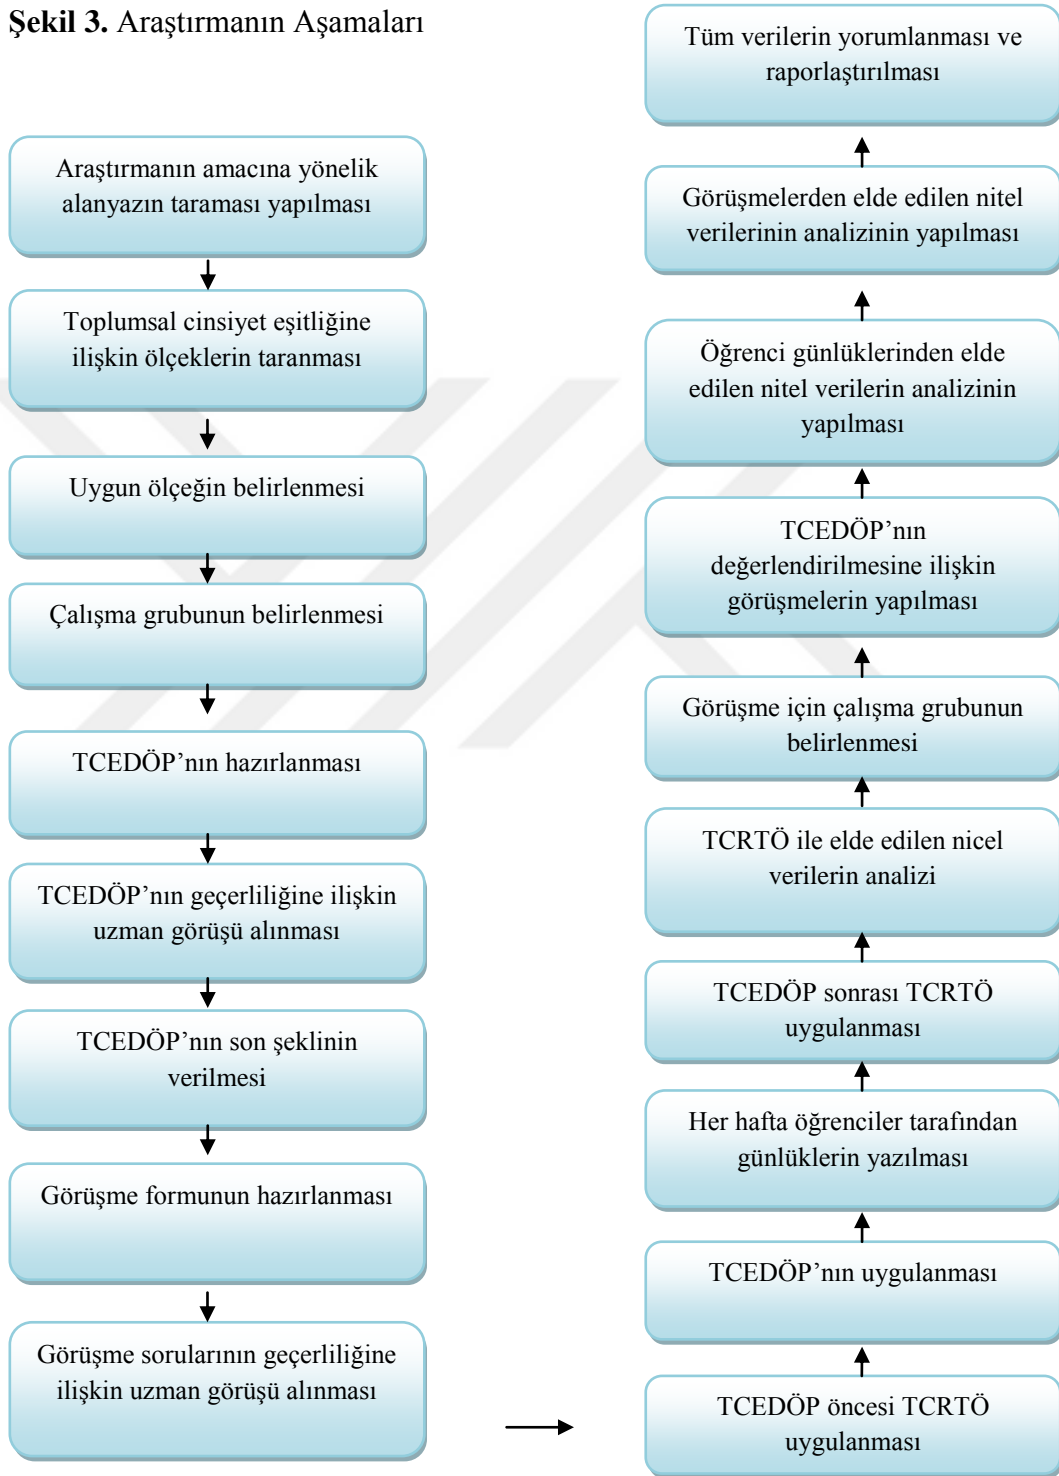 Şekil 3. Araştırmanın Aşamaları
Araştırmanın amacına yönelik
alanyazın taraması yapılması
Toplumsal cinsiyet eşitliğine
ilişkin ölçeklerin taranması
Uygun ölçeğin belirlenmesi
Çalışma grubunun belirlenmesi
TCEDÖP’nın hazırlanması
TCEDÖP’nın geçerliliğine ilişkin
uzman görüşü alınması
TCEDÖP’nın son şeklinin
verilmesi
Görüşme formunun hazırlanması
Görüşme sorularının geçerliliğine
ilişkin uzman görüşü alınması
TCEDÖP öncesi TCRTÖ
uygulanması
TCEDÖP’nın uygulanması
Her hafta öğrenciler tarafından
günlüklerin yazılması
TCEDÖP sonrası TCRTÖ
uygulanması
TCRTÖ ile elde edilen nicel
verilerin analizi
Görüşme için çalışma grubunun
belirlenmesi
TCEDÖP’nın
değerlendirilmesine ilişkin
görüşmelerin yapılması
Öğrenci günlüklerinden elde
edilen nitel verilerin analizinin
yapılması
Görüşmelerden elde edilen nitel
verilerinin analizinin yapılması
Tüm verilerin yorumlanması ve
raporlaştırılması